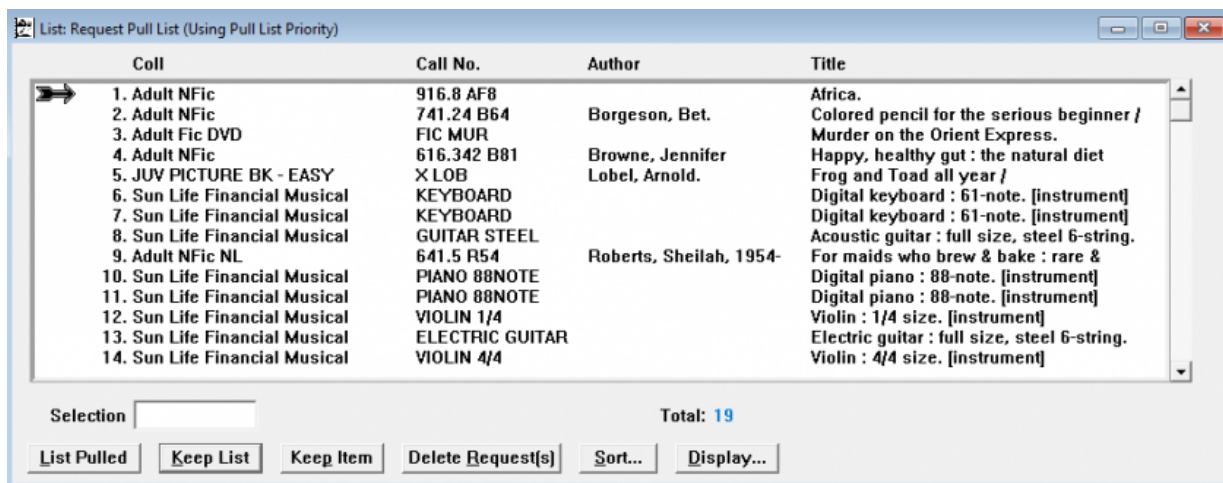 List: Request Pull List (Using Pull List Priority)
Coll Call No. Author Title
1. Adult NFic 916.8 AF8 Africa.
2. Adult NFic 741.24 B64 Borgeson, Bet. Colored pencil for the serious beginner /
3. Adult Fic DVD FIC MUR Murder on the Orient Express.
4. Adult NFic 616.342 B81 Browne, Jennifer Happy, healthy gut : the natural diet
5. JUV PICTURE BK - EASY X LOB Lobel, Arnold. Frog and Toad all year /
6. Sun Life Financial Musical KEYBOARD Digital keyboard : 61-note. [instrument]
7. Sun Life Financial Musical KEYBOARD Digital keyboard : 61-note. [instrument]
8. Sun Life Financial Musical GUITAR STEEL Acoustic guitar : full size, steel 6-string.
9. Adult NFic NL 641.5 R54 Roberts, Sheilah, 1954- For maids who brew & bake : rare &
10. Sun Life Financial Musical PIANO 88NOTE Digital piano : 88-note. [instrument]
11. Sun Life Financial Musical PIANO 88NOTE Digital piano : 88-note. [instrument]
12. Sun Life Financial Musical VIOLIN 1/4 Violin : 1/4 size. [instrument]
13. Sun Life Financial Musical ELECTRIC GUITAR Electric guitar : full size, steel 6-string.
14. Sun Life Financial Musical VIOLIN 4/4 Violin : 4/4 size. [instrument]
Selection Total: 19
List Pulled Keep List Keep Item Delete Request(s) Sort... Display...